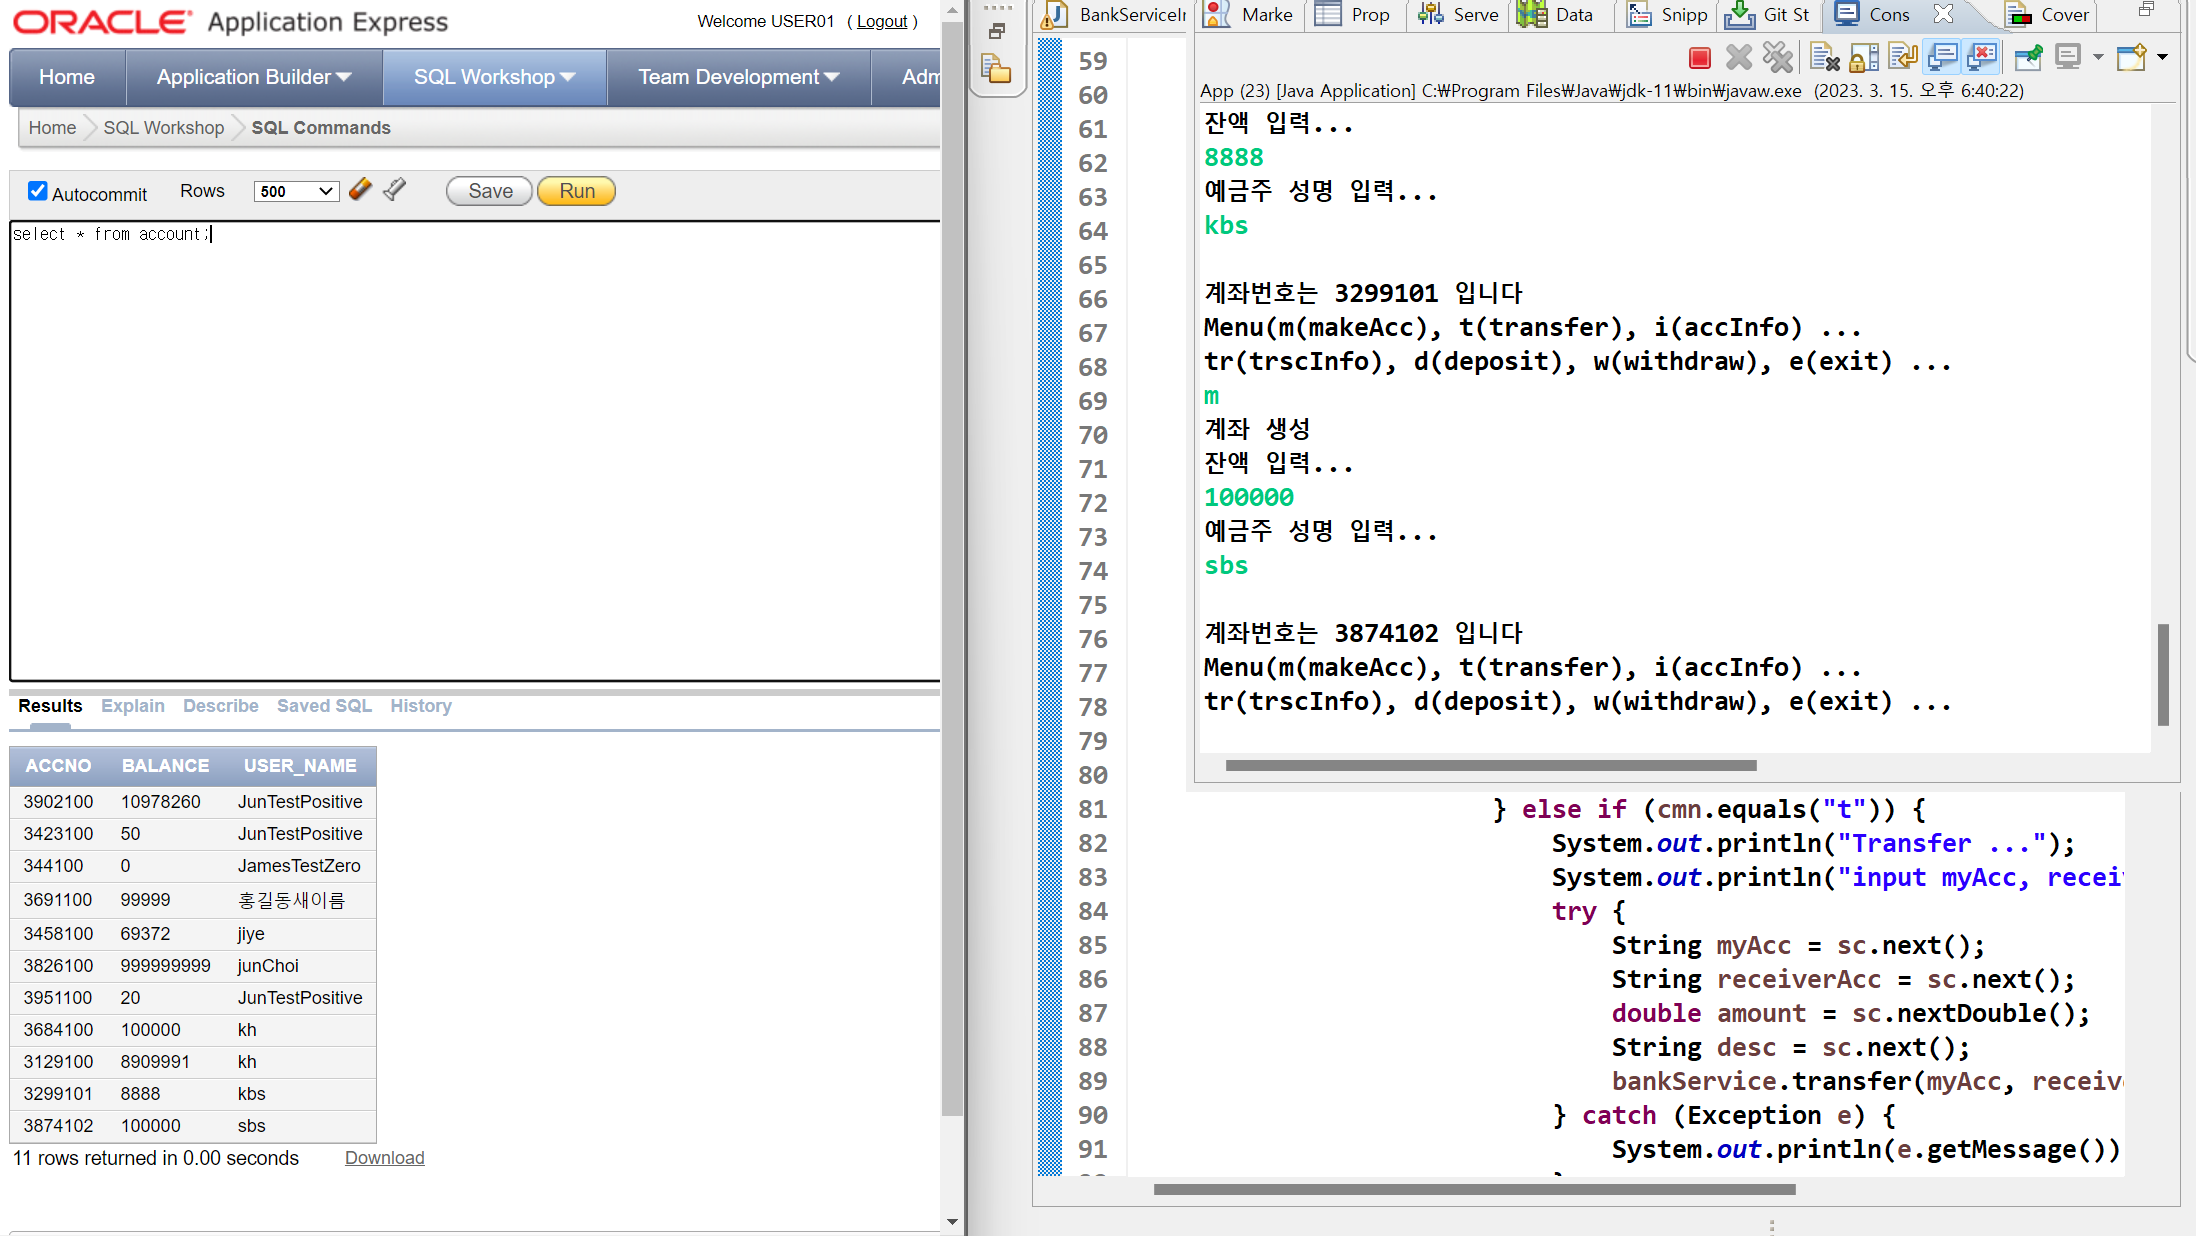 ORACLE Application Express
Welcome USER01 ( Logout )
Home
Application Builder
SQL Workshop
Team Development
Adm
Home
SQL Workshop
SQL Commands
Autocommit
Rows
500
Save
Run
select * from account;
Results
Explain
Describe
Saved SQL
History
ACCNO BALANCE USER_NAME
3902100 10978260 JunTestPositive
3423100 50 JunTestPositive
344100 0 JamesTestZero
3691100 99999 홍길동새이름
3458100 69372 jiye
3826100 999999999 junChoi
3951100 20 JunTestPositive
3684100 100000 kh
3129100 8909991 kh
3299101 8888 kbs
3874102 100000 sbs
11 rows returned in 0.00 seconds
Download
BankServiceIr
Marke
Prop
Serve
Data
Snipp
Git St
Cons
Cover
App (23) [Java Application] C:₩Program Files₩Java₩jdk-11₩bin₩javaw.exe (2023. 3. 15. 오후 6:40:22)
잔액 입력...
8888
예금주 성명 입력...
kbs
계좌번호는 3299101 입니다
Menu(m(makeAcc), t(transfer), i(accInfo) ...
tr(trscInfo), d(deposit), w(withdraw), e(exit) ...
m
계좌 생성
잔액 입력...
100000
예금주 성명 입력...
sbs
계좌번호는 3874102 입니다
Menu(m(makeAcc), t(transfer), i(accInfo) ...
tr(trscInfo), d(deposit), w(withdraw), e(exit) ...
59
60
61
62
63
64
65
66
67
68
69
70
71
72
73
74
75
76
77
78
79
80
81 } else if (cmn.equals("t")) {
82 System.out.println("Transfer ...");
83 System.out.println("input myAcc, recei
84 try {
85 String myAcc = sc.next();
86 String receiverAcc = sc.next();
87 double amount = sc.nextDouble();
88 String desc = sc.next();
89 bankService.transfer(myAcc, receiv
90 } catch (Exception e) {
91 System.out.println(e.getMessage())